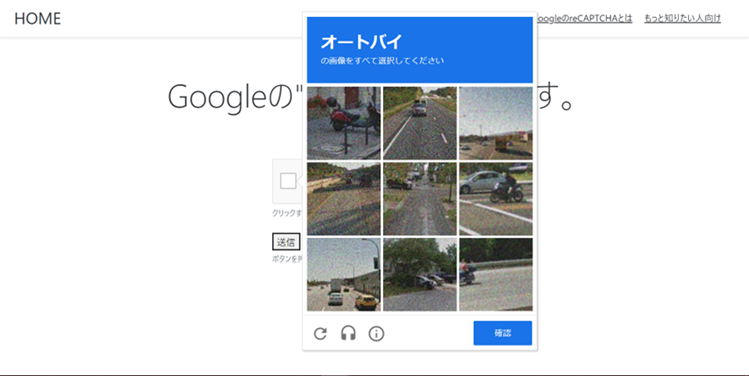 HOME
GoogleのreCAPTCHAとは もっと知りたい人向け
オートバイ
の画像をすべて選択してください
Googleの" す。
クリックす
送信
ボタンを
確認